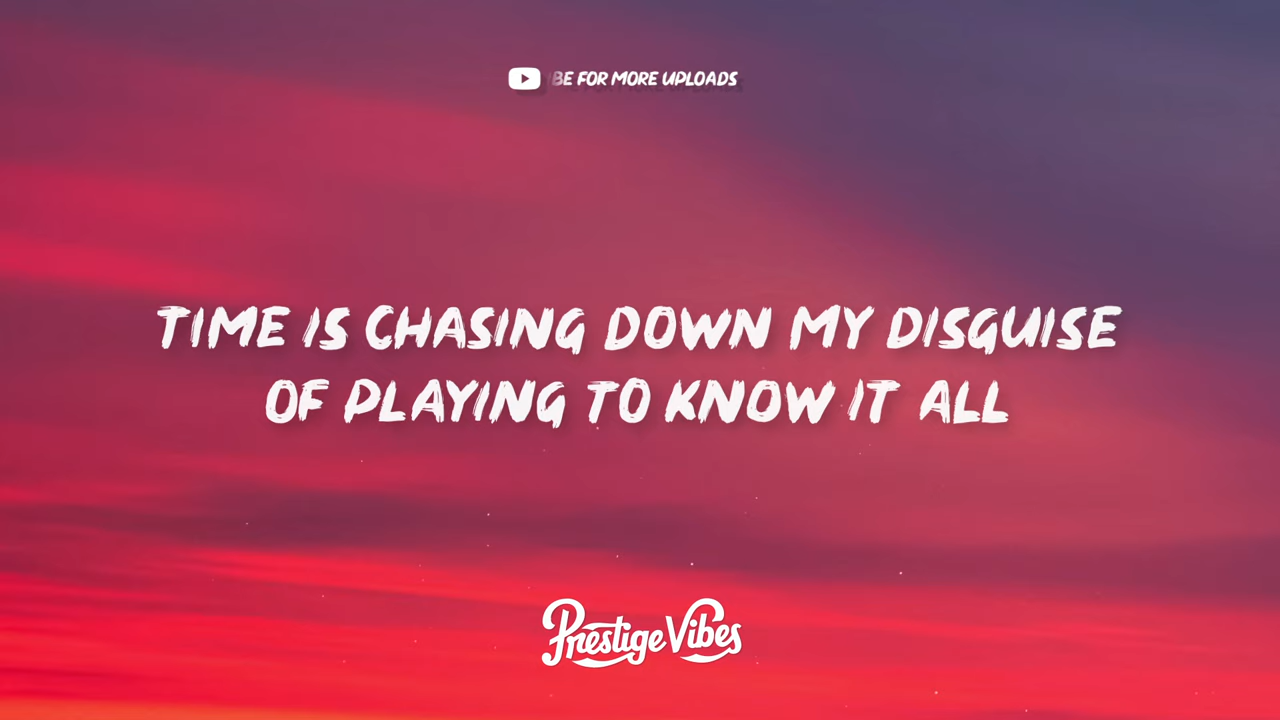 BE FOR MORE UPLOADS
TIME IS CHASING DOWN MY DISGUISE
OF PLAYING TO KNOW IT ALL
Prestige Vibes